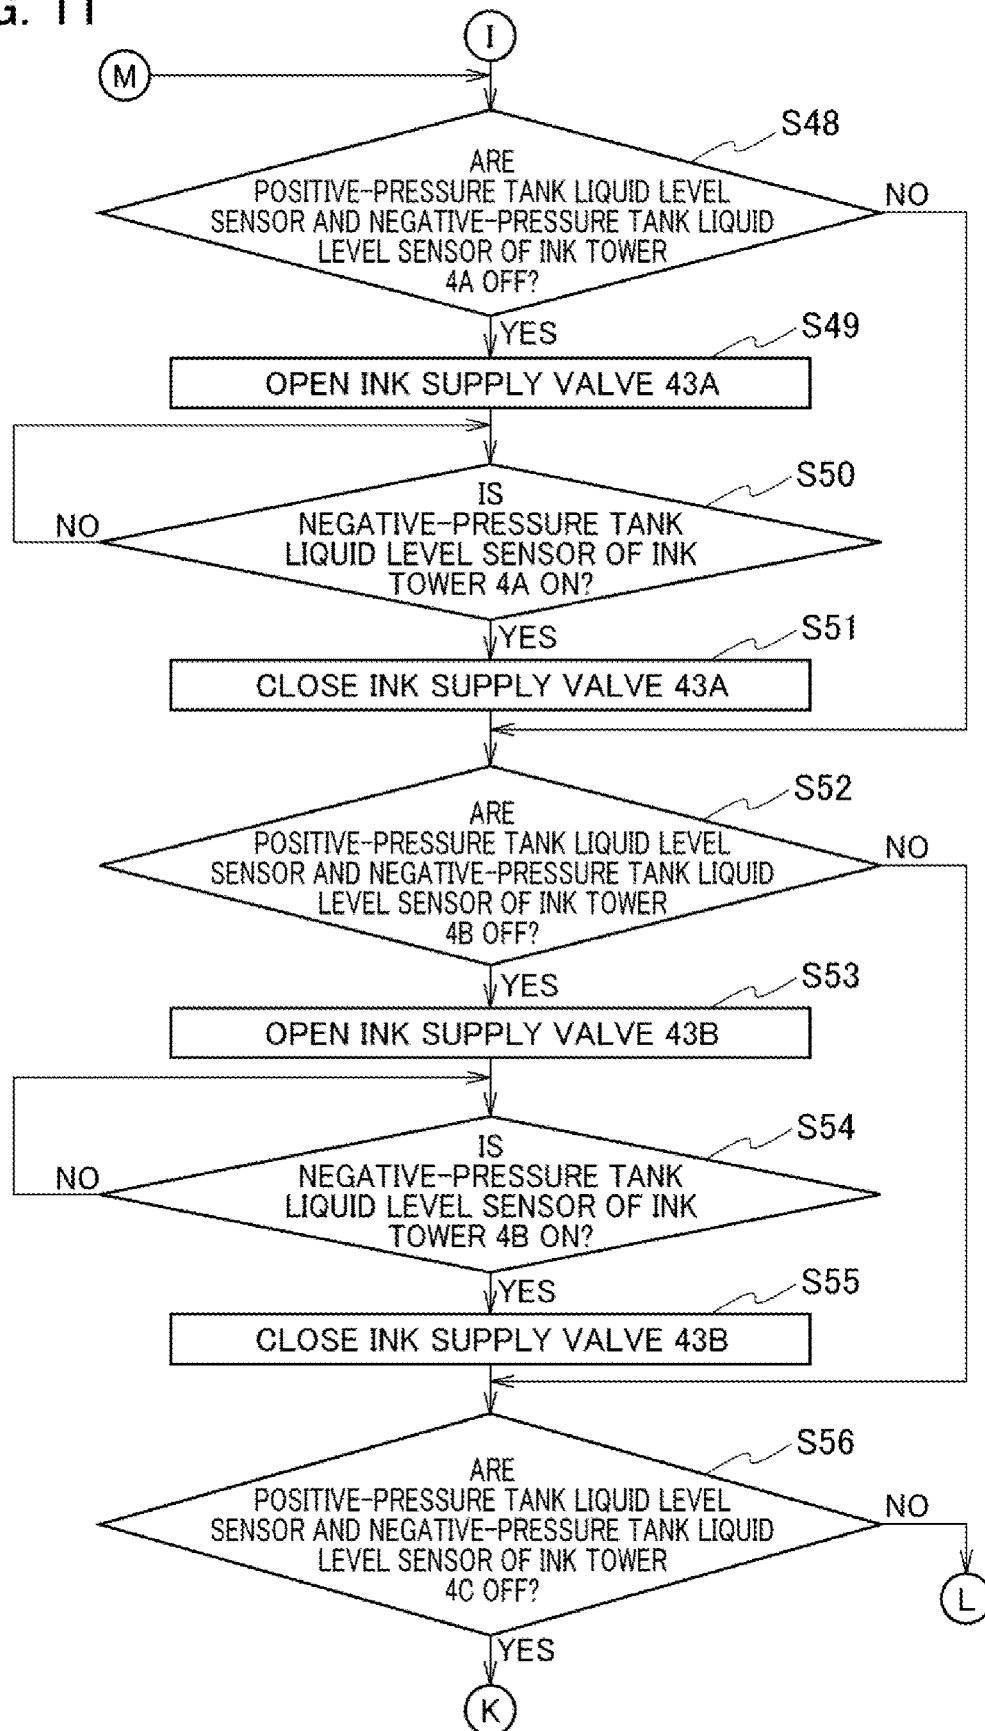 G. 11
I
M
S48
ARE
POSITIVE-PRESSURE TANK LIQUID LEVEL
SENSOR AND NEGATIVE-PRESSURE TANK LIQUID
LEVEL SENSOR OF INK TOWER
4A OFF?
NO
YES
S49
OPEN INK SUPPLY VALVE 43A
S50
IS
NEGATIVE-PRESSURE TANK
LIQUID LEVEL SENSOR OF INK
TOWER 4A ON?
NO
YES
S51
CLOSE INK SUPPLY VALVE 43A
S52
ARE
POSITIVE-PRESSURE TANK LIQUID LEVEL
SENSOR AND NEGATIVE-PRESSURE TANK LIQUID
LEVEL SENSOR OF INK TOWER
4B OFF?
NO
YES
S53
OPEN INK SUPPLY VALVE 43B
S54
IS
NEGATIVE-PRESSURE TANK
LIQUID LEVEL SENSOR OF INK
TOWER 4B ON?
NO
YES
S55
CLOSE INK SUPPLY VALVE 43B
S56
ARE
POSITIVE-PRESSURE TANK LIQUID LEVEL
SENSOR AND NEGATIVE-PRESSURE TANK LIQUID
LEVEL SENSOR OF INK TOWER
4C OFF?
NO
L
YES
K